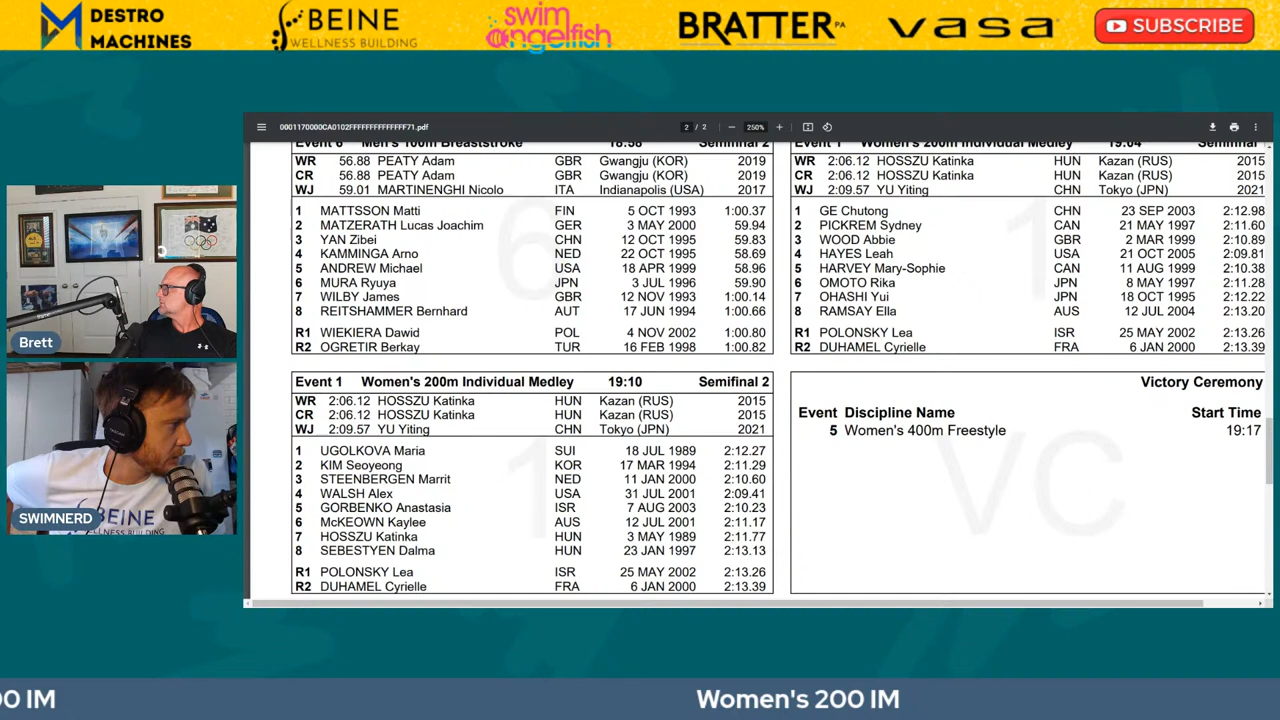 DESTRO
MACHINES
BEINE
WELLNESS BUILDING
swim
angelfish
BRATTER PA
vasa
SUBSCRIBE
0001170000CA0102FFFFFFFFFFFFFF71.pdf
2 / 2
250%
Event 6 Men's 100m Breaststroke 18:58 Semifinal 2
WR 56.88 PEATY Adam GBR Gwangju (KOR) 2019
CR 56.88 PEATY Adam GBR Gwangju (KOR) 2019
WJ 59.01 MARTINENGHI Nicolo ITA Indianapolis (USA) 2017
1 MATTSSON Matti FIN 5 OCT 1993 1:00.37
2 MATZERATH Lucas Joachim GER 3 MAY 2000 59.94
3 YAN Zibei CHN 12 OCT 1995 59.83
4 KAMMINGA Arno NED 22 OCT 1995 58.69
5 ANDREW Michael USA 18 APR 1999 58.96
6 MURA Ryuya JPN 3 JUL 1996 59.90
7 WILBY James GBR 12 NOV 1993 1:00.14
8 REITSHAMMER Bernhard AUT 17 JUN 1994 1:00.66
R1 WIEKIERA Dawid POL 4 NOV 2002 1:00.80
R2 OGRETIR Berkay TUR 16 FEB 1998 1:00.82
6
Event 1 Women's 200m Individual Medley 19:04 Semifinal
WR 2:06.12 HOSSZU Katinka HUN Kazan (RUS) 2015
CR 2:06.12 HOSSZU Katinka HUN Kazan (RUS) 2015
WJ 2:09.57 YU Yiting CHN Tokyo (JPN) 2021
1 GE Chutong CHN 23 SEP 2003 2:12.98
2 PICKREM Sydney CAN 21 MAY 1997 2:11.60
3 WOOD Abbie GBR 2 MAR 1999 2:10.89
4 HAYES Leah USA 21 OCT 2005 2:09.81
5 HARVEY Mary-Sophie CAN 11 AUG 1999 2:10.38
6 OMOTO Rika JPN 8 MAY 1997 2:11.28
7 OHASHI Yui JPN 18 OCT 1995 2:12.22
8 RAMSAY Ella AUS 12 JUL 2004 2:13.20
R1 POLONSKY Lea ISR 25 MAY 2002 2:13.26
R2 DUHAMEL Cyrielle FRA 6 JAN 2000 2:13.39
1
Event 1 Women's 200m Individual Medley 19:10 Semifinal 2
WR 2:06.12 HOSSZU Katinka HUN Kazan (RUS) 2015
CR 2:06.12 HOSSZU Katinka HUN Kazan (RUS) 2015
WJ 2:09.57 YU Yiting CHN Tokyo (JPN) 2021
1 UGOLKOVA Maria SUI 18 JUL 1989 2:12.27
2 KIM Seoyeong KOR 17 MAR 1994 2:11.29
3 STEENBERGEN Marrit NED 11 JAN 2000 2:10.60
4 WALSH Alex USA 31 JUL 2001 2:09.41
5 GORBENKO Anastasia ISR 7 AUG 2003 2:10.23
6 McKEOWN Kaylee AUS 12 JUL 2001 2:11.17
7 HOSSZU Katinka HUN 3 MAY 1989 2:11.77
8 SEBESTYEN Dalma HUN 23 JAN 1997 2:13.13
R1 POLONSKY Lea ISR 25 MAY 2002 2:13.26
R2 DUHAMEL Cyrielle FRA 6 JAN 2000 2:13.39
1
Victory Ceremony
Event Discipline Name Start Time
5 Women's 400m Freestyle 19:17
VC
Brett
BEINE
SWIMNERD
00 IM
Women's 200 IM